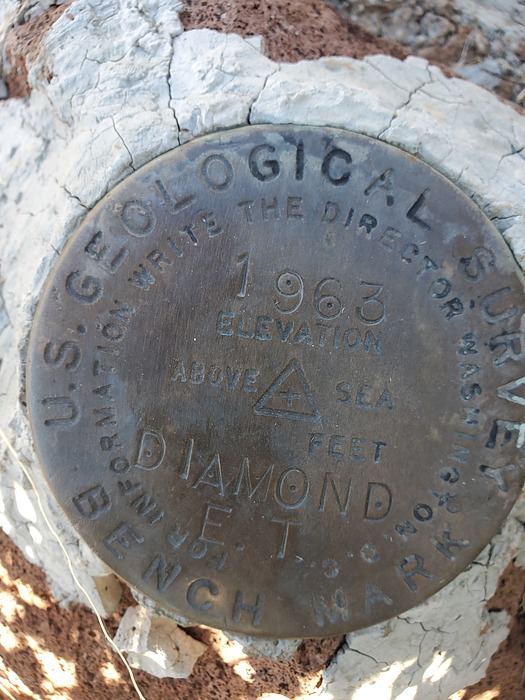 U.S. GEOLOGICAL SURVEY
FOR INFORMATION WRITE THE DIRECTOR WASHINGTON, D.C.
1963
ELEVATION
ABOVE SEA
FEET
DIAMOND
E. T.
BENCH MARK